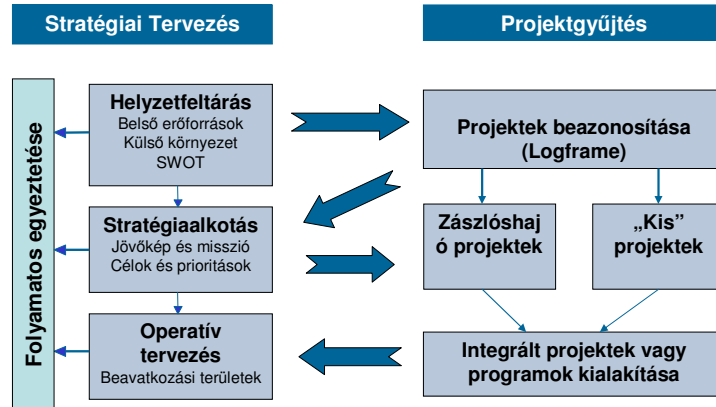 Stratégiai Tervezés
Projektgyűjtés
Folyamatos egyeztetése
Helyzetfeltárás
Belső erőforrások
Külső környezet
SWOT
Stratégiaalkotás
Jövőkép és misszió
Célok és prioritások
Operatív
tervezés
Beavatkozási területek
Projektek beazonosítása
(Logframe)
Zászlóshaj
ó projektek
„Kis”
projektek
Integrált projektek vagy
programok kialakítása